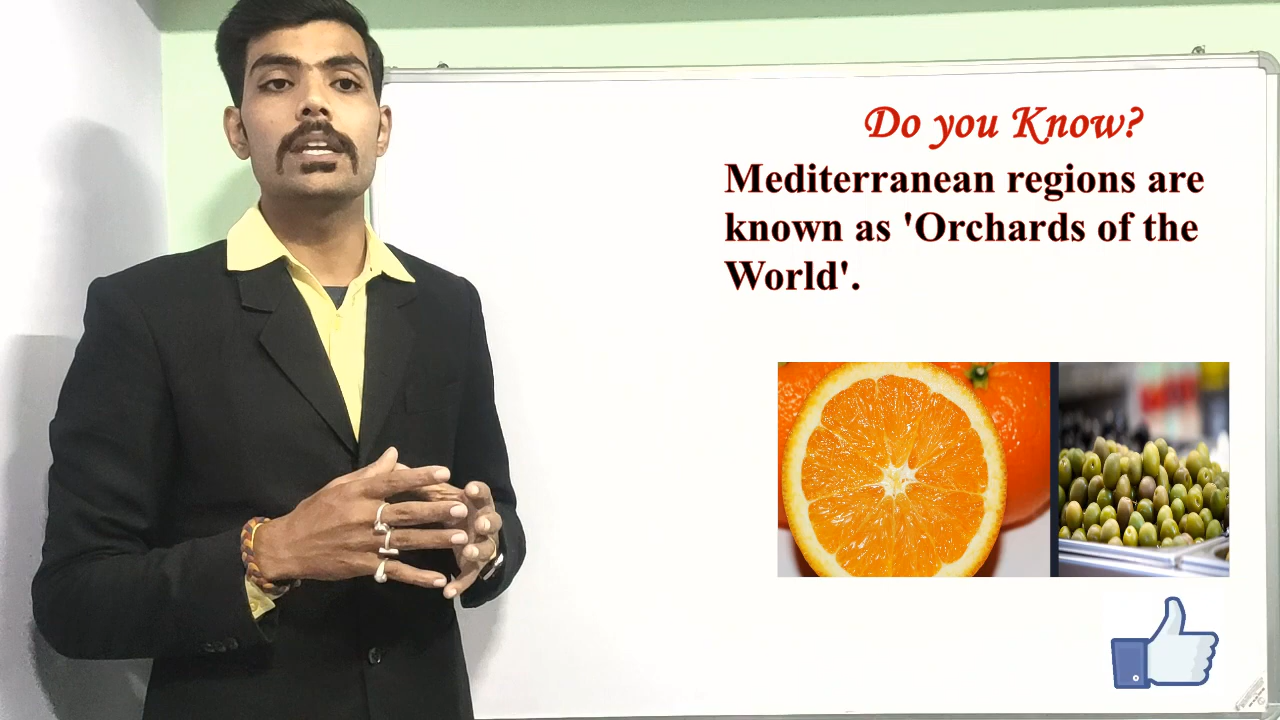 Do you Know?
Mediterranean regions are
known as 'Orchards of the
World'.